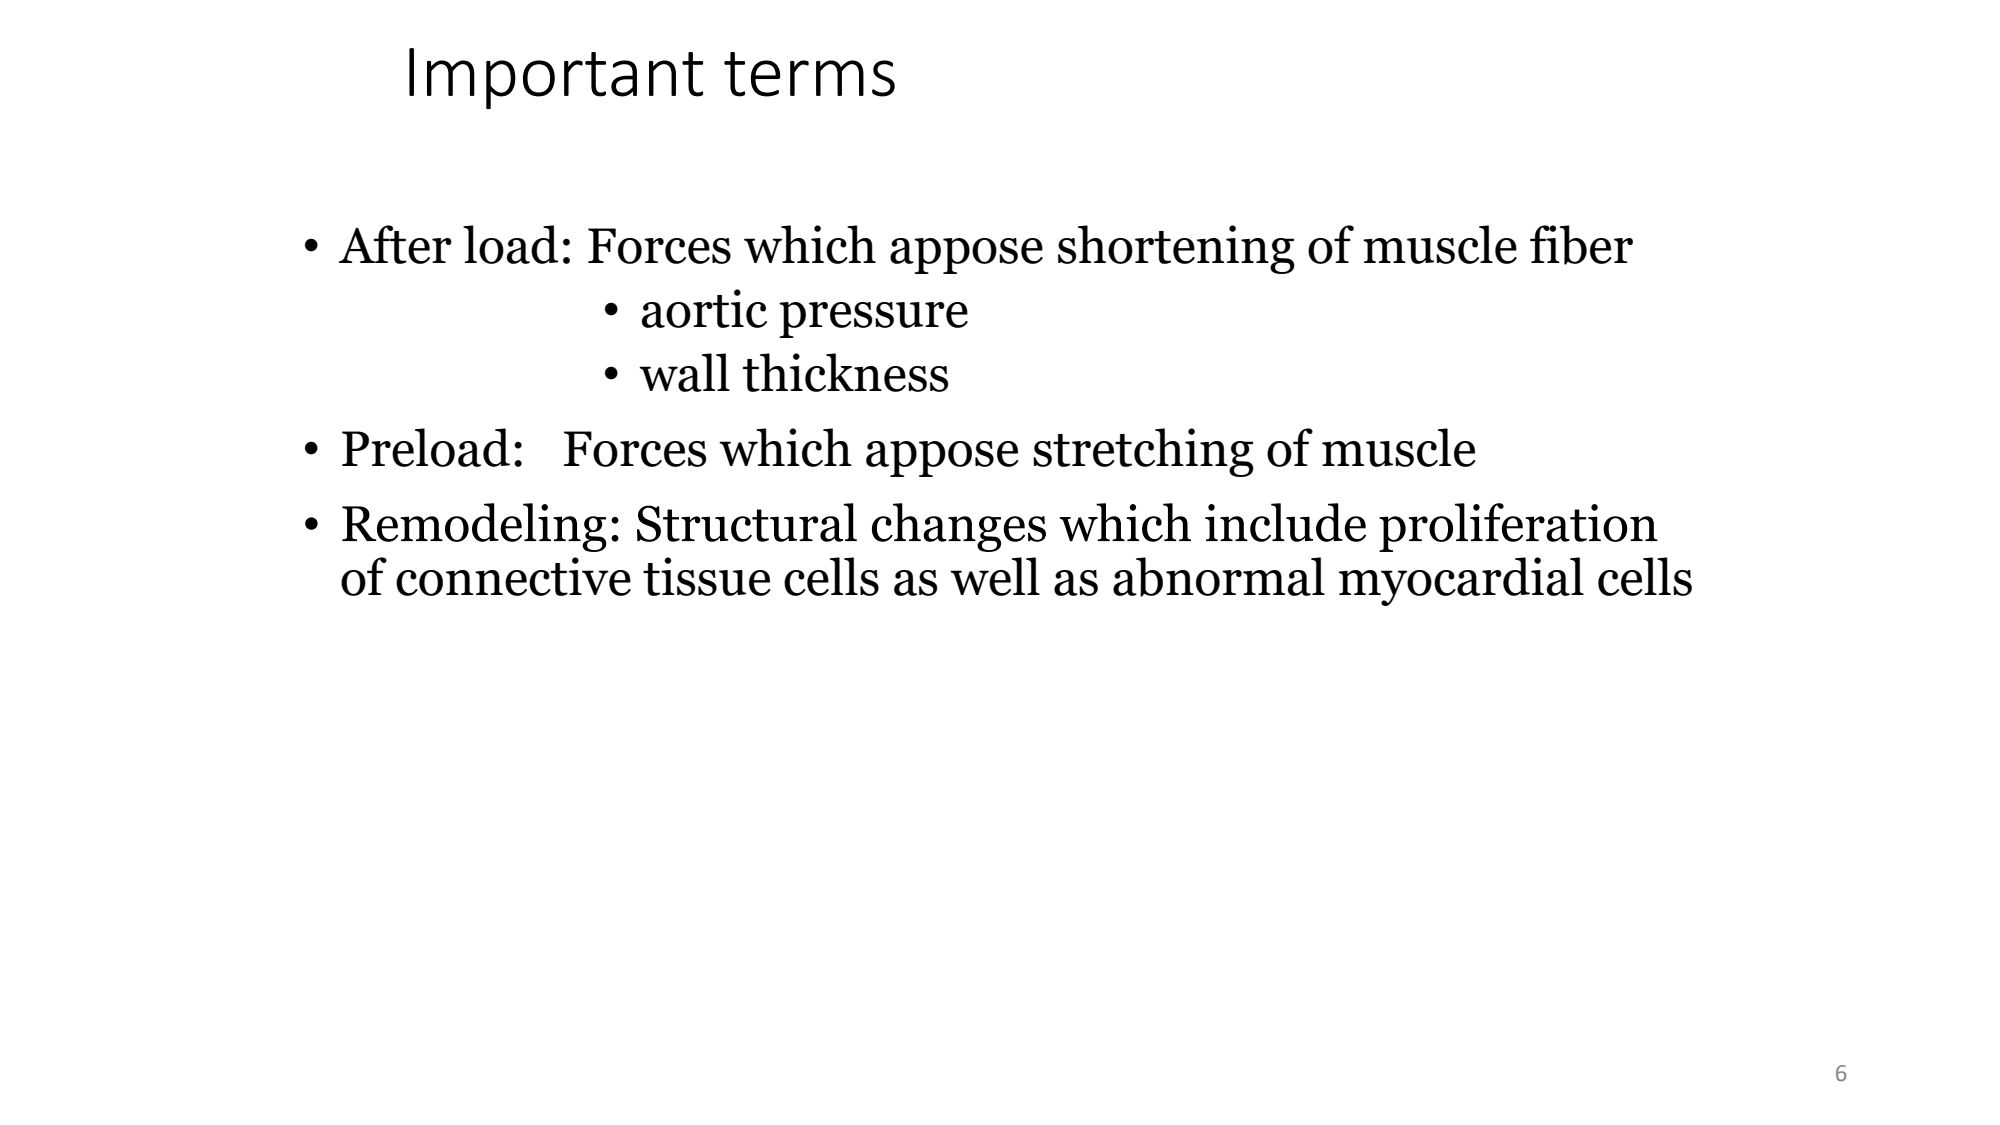 Important terms
• After load: Forces which appose shortening of muscle fiber
• aortic pressure
• wall thickness
• Preload: Forces which appose stretching of muscle
• Remodeling: Structural changes which include proliferation
of connective tissue cells as well as abnormal myocardial cells
6